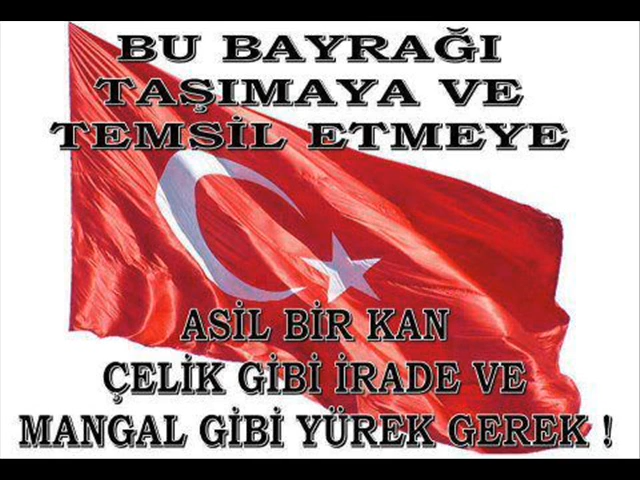 BU BAYRAĞI
TAŞIMAYA VE
TEMSİL ETMEYE
ASİL BİR KAN
ÇELİK GİBİ İRADE VE
MANGAL GİBİ YÜREK GEREK !